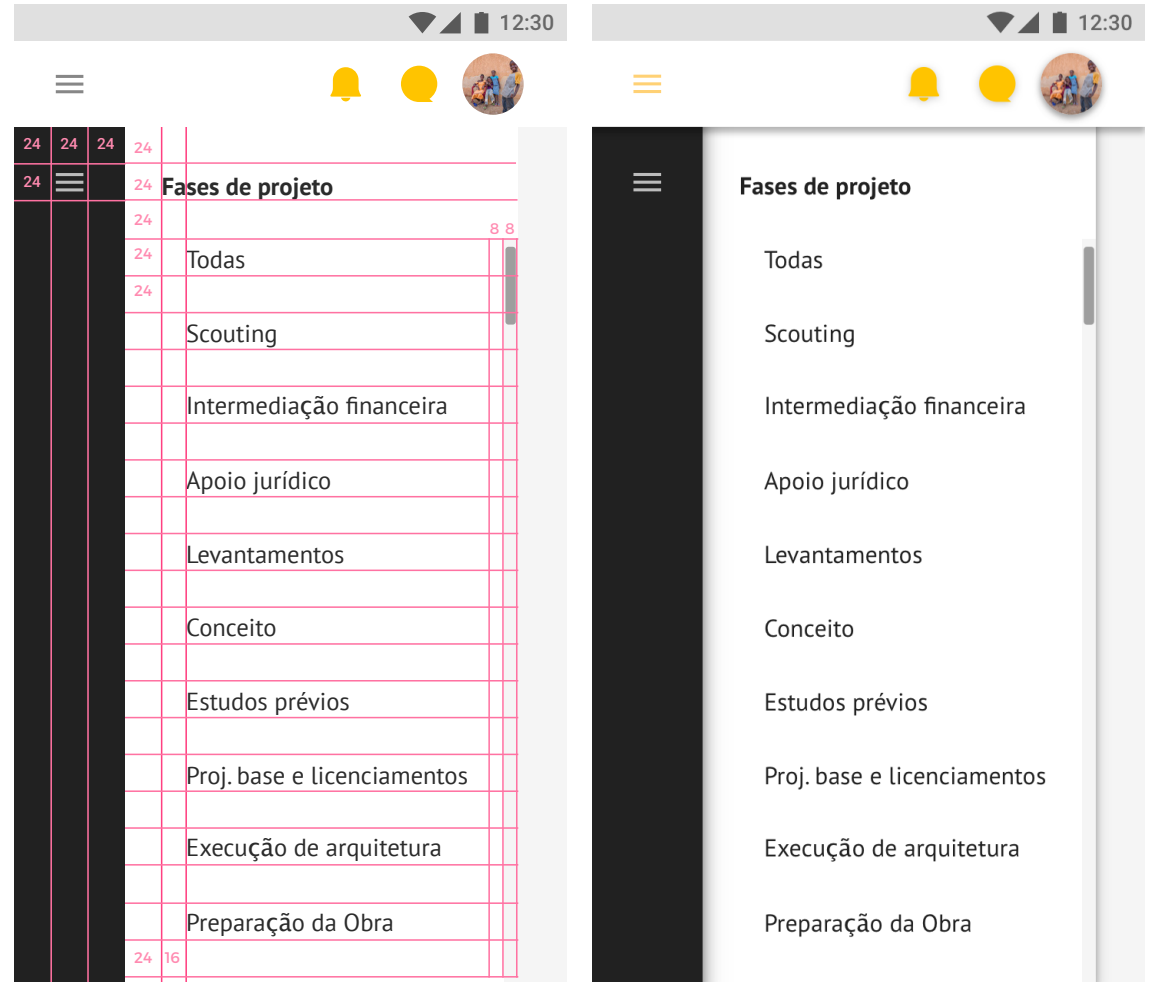 12:30
24 24 24 24
24 24 Fases de projeto
24 8 8
24 Todas
24
Scouting
Intermediação financeira
Apoio jurídico
Levantamentos
Conceito
Estudos prévios
Proj. base e licenciamentos
Execução de arquitetura
Preparação da Obra
24 16
12:30
Fases de projeto
Todas
Scouting
Intermediação financeira
Apoio jurídico
Levantamentos
Conceito
Estudos prévios
Proj. base e licenciamentos
Execução de arquitetura
Preparação da Obra